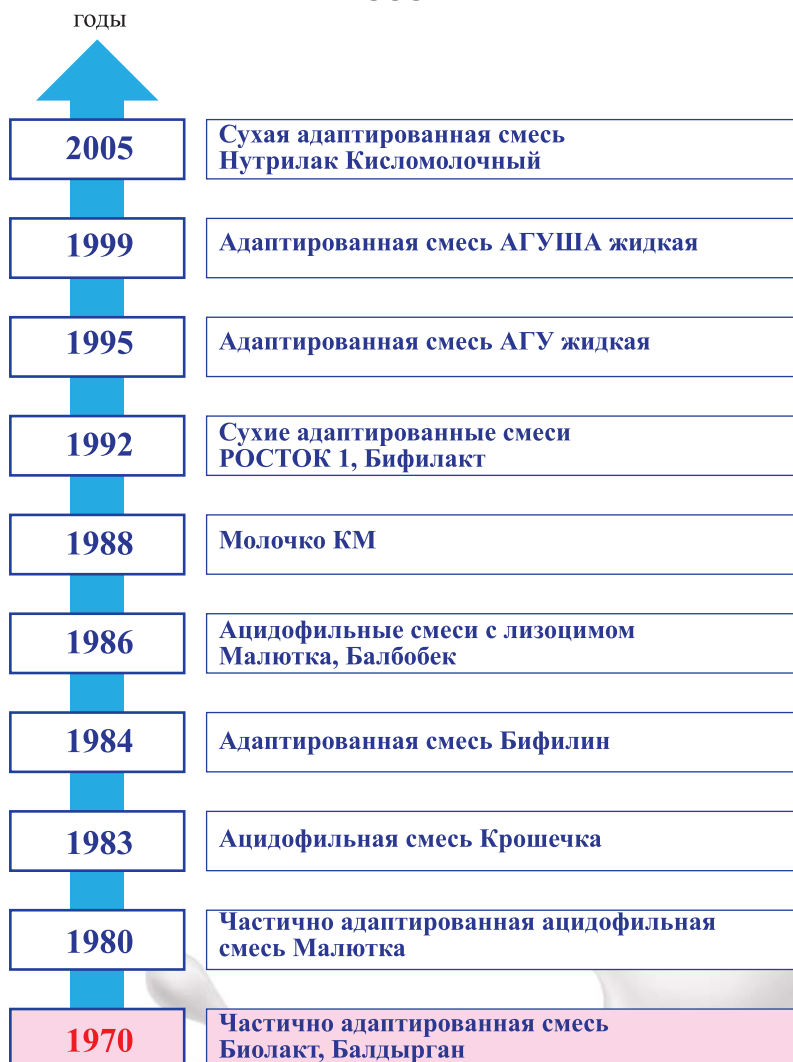 годы
2005
Сухая адаптированная смесь
Нутрилак Кисломолочный
1999
Адаптированная смесь АГУША жидкая
1995
Адаптированная смесь АГУ жидкая
1992
Сухие адаптированные смеси
РОСТОК 1, Бифилакт
1988
Молочко КМ
1986
Ацидофильные смеси с лизоцимом
Малютка, Балбобек
1984
Адаптированная смесь Бифилин
1983
Ацидофильная смесь Крошечка
1980
Частично адаптированная ацидофильная
смесь Малютка
1970
Частично адаптированная смесь
Биолакт, Балдырган